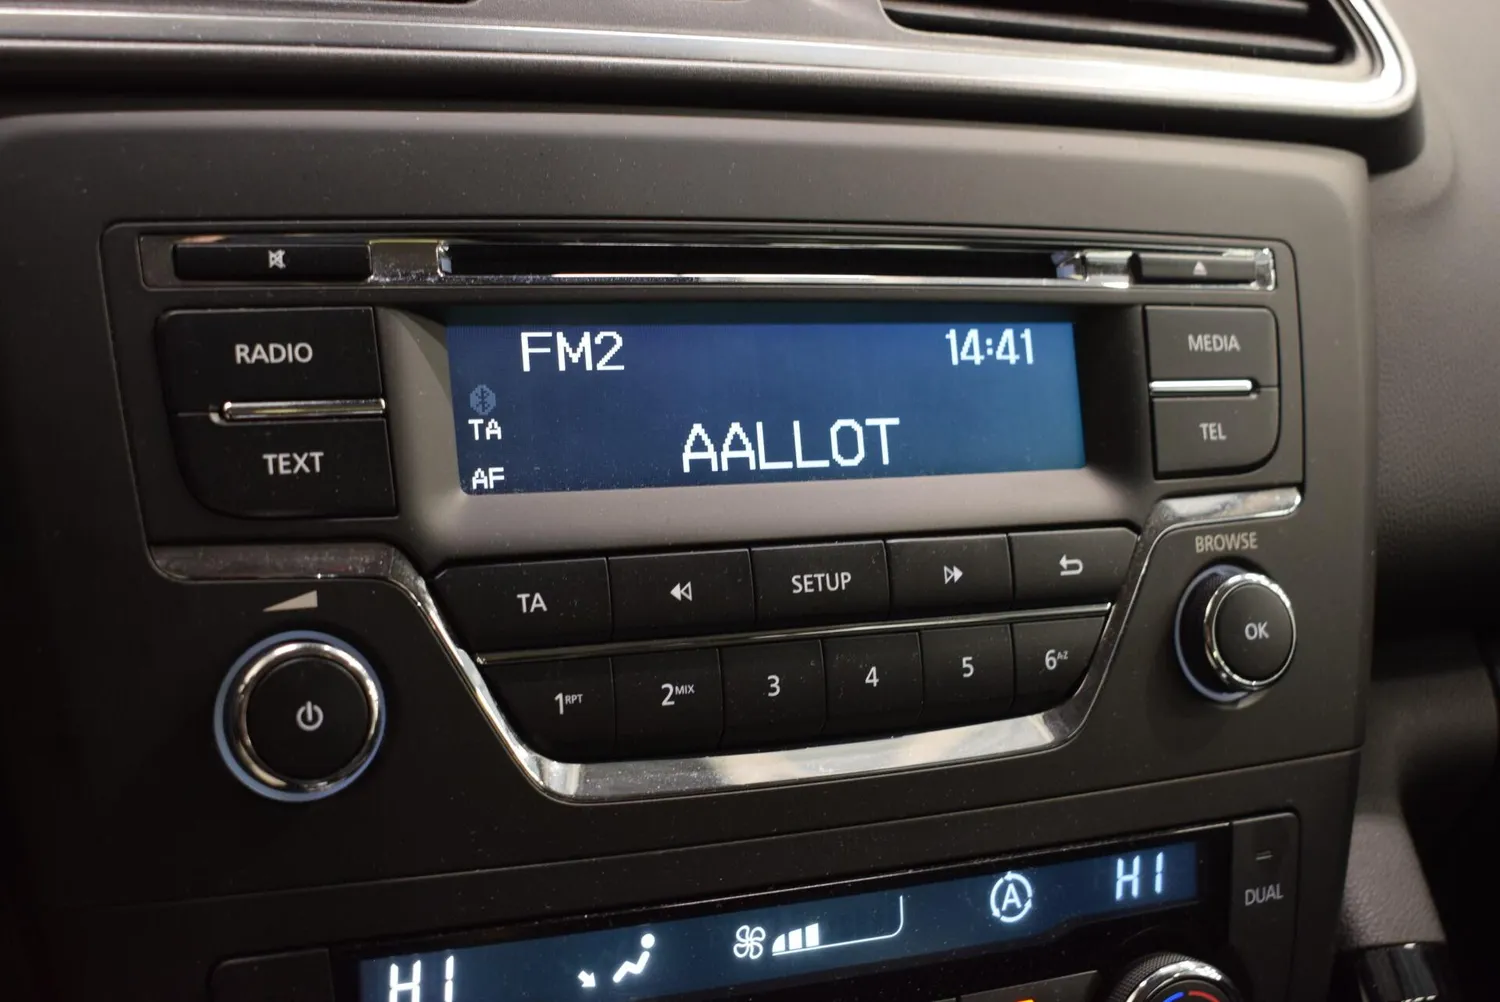 RADIO
TEXT
FM2 14:41
TA
AF
AALLOT
MEDIA
TEL
BROWSE
TA SETUP
1RPT 2MIX 3 4 5 6A-Z
OK
HI A HI
DUAL